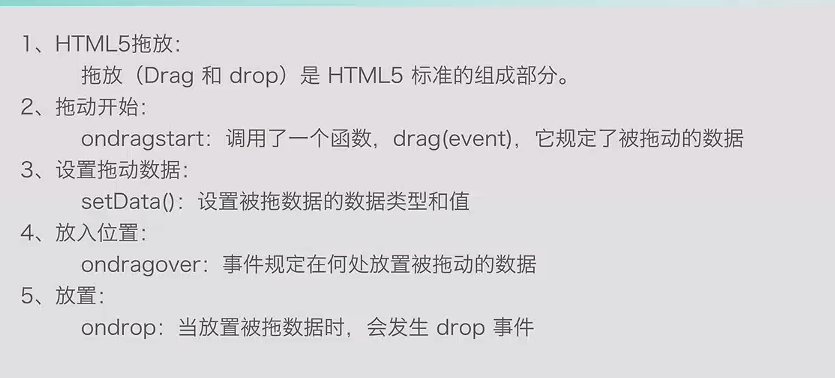 1、HTML5拖放：
拖放（Drag 和 drop）是 HTML5 标准的组成部分。
2、拖动开始：
ondragstart：调用了一个函数，drag(event)，它规定了被拖动的数据
3、设置拖动数据：
setData()：设置被拖数据的数据类型和值
4、放入位置：
ondragover：事件规定在何处放置被拖动的数据
5、放置：
ondrop：当放置被拖数据时，会发生 drop 事件